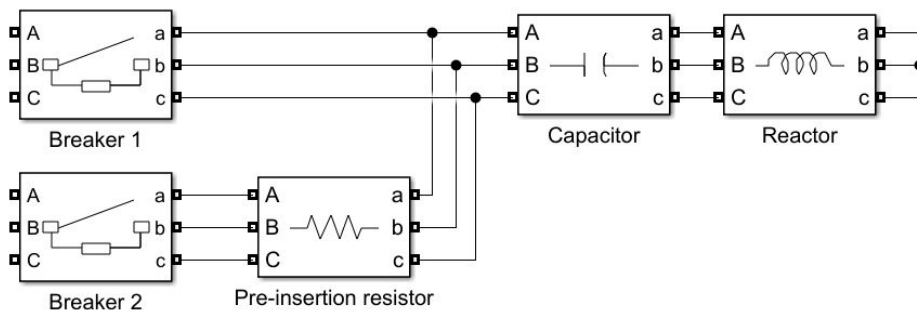 A a A a A a
B b B b B b
C c C c C c
Breaker 1 Capacitor Reactor
A a A a
B b B b
C c C c
Breaker 2 Pre-insertion resistor